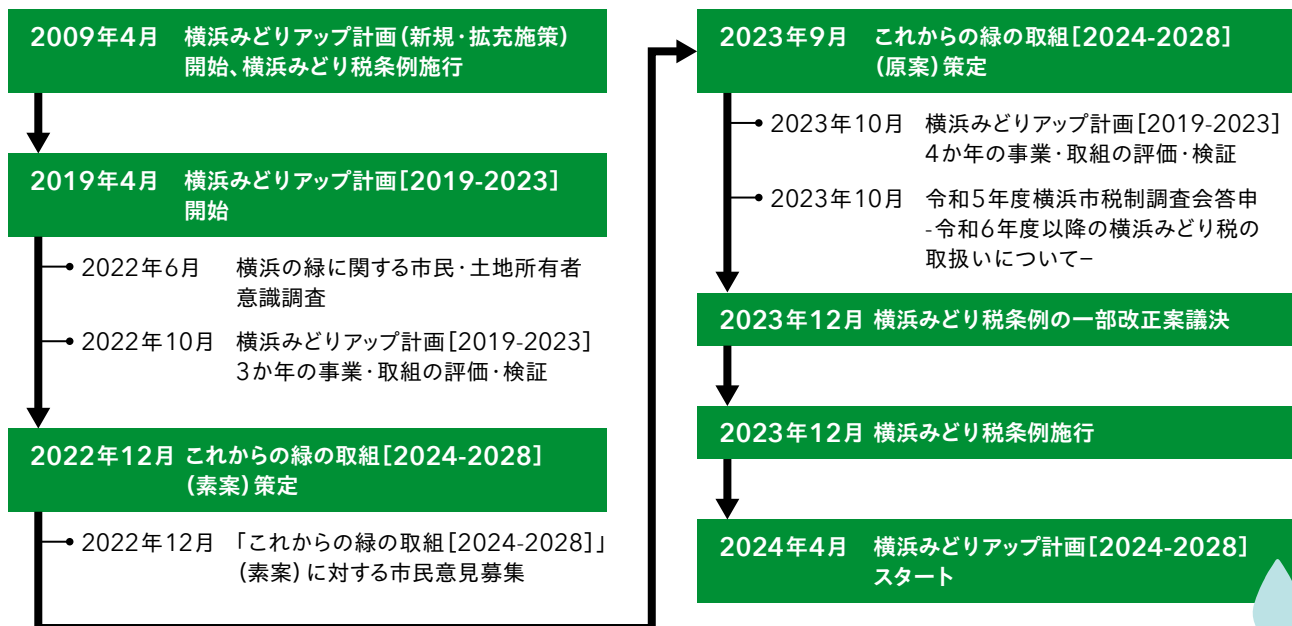 2009年4月 横浜みどりアップ計画（新規・拡充施策）
開始、横浜みどり税条例施行
2019年4月 横浜みどりアップ計画［2019-2023］
開始
2022年6月 横浜の緑に関する市民・土地所有者
意識調査
2022年10月 横浜みどりアップ計画［2019-2023］
3か年の事業・取組の評価・検証
2022年12月 これからの緑の取組［2024-2028］
（素案）策定
2022年12月 「これからの緑の取組［2024-2028］」
（素案）に対する市民意見募集
2023年9月 これからの緑の取組［2024-2028］
（原案）策定
2023年10月 横浜みどりアップ計画［2019-2023］
4か年の事業・取組の評価・検証
2023年10月 令和5年度横浜市税制調査会答申
-令和6年度以降の横浜みどり税の
取扱いについて−
2023年12月 横浜みどり税条例の一部改正案議決
2023年12月 横浜みどり税条例施行
2024年4月 横浜みどりアップ計画［2024-2028］
スタート